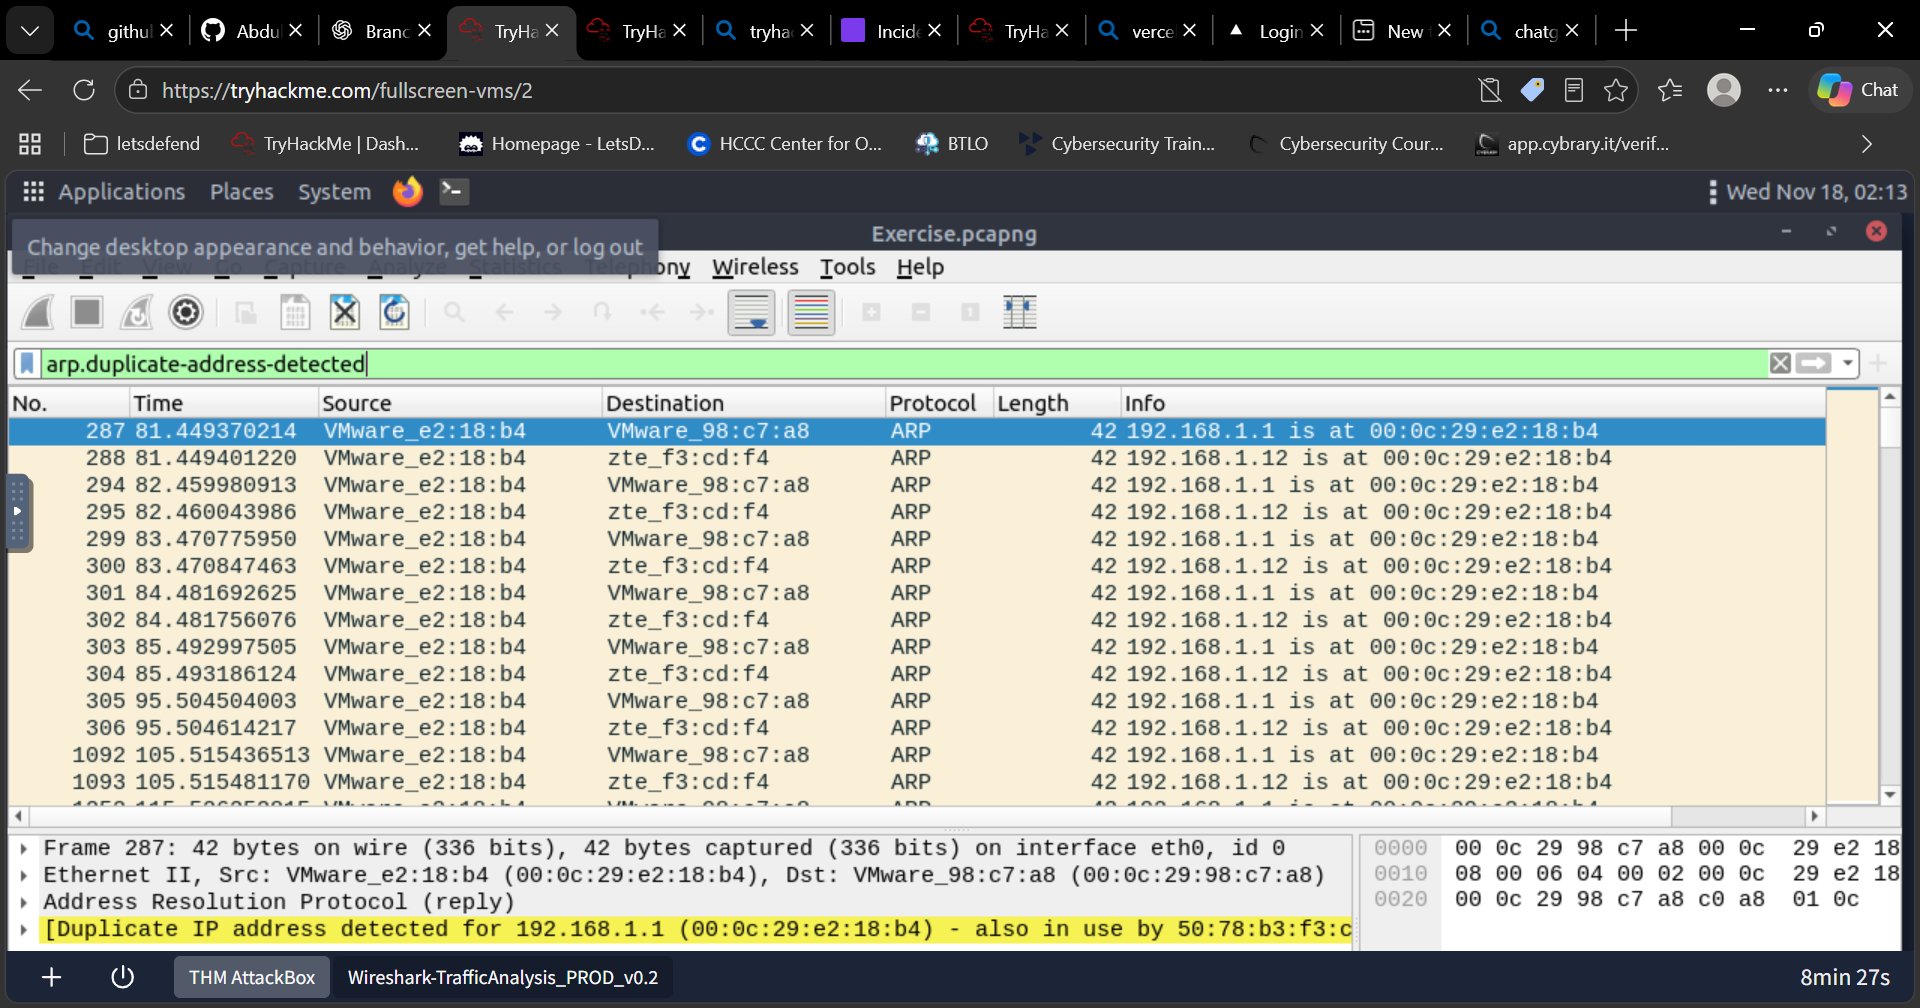 githul
Abdul
Branc
TryHa
TryHa
tryha
Incide
TryHa
verce
Login
New
chatg
https://tryhackme.com/fullscreen-vms/2
Chat
letsdefend
TryHackMe | Dash...
Homepage - LetsD...
HCCC Center for O...
BTLO
Cybersecurity Train...
Cybersecurity Cour...
app.cybrary.it/verif...
Applications Places System
Wed Nov 18, 02:13
Change desktop appearance and behavior, get help, or log out
Exercise.pcapng
File Edit View Go Capture Analyze Statistics Telephony Wireless Tools Help
arp.duplicate-address-detected
No. Time Source Destination Protocol Length Info
287 81.449370214 VMware_e2:18:b4 VMware_98:c7:a8 ARP 42 192.168.1.1 is at 00:0c:29:e2:18:b4
288 81.449401220 VMware_e2:18:b4 zte_f3:cd:f4 ARP 42 192.168.1.12 is at 00:0c:29:e2:18:b4
294 82.459980913 VMware_e2:18:b4 VMware_98:c7:a8 ARP 42 192.168.1.1 is at 00:0c:29:e2:18:b4
295 82.460043986 VMware_e2:18:b4 zte_f3:cd:f4 ARP 42 192.168.1.12 is at 00:0c:29:e2:18:b4
299 83.470775950 VMware_e2:18:b4 VMware_98:c7:a8 ARP 42 192.168.1.1 is at 00:0c:29:e2:18:b4
300 83.470847463 VMware_e2:18:b4 zte_f3:cd:f4 ARP 42 192.168.1.12 is at 00:0c:29:e2:18:b4
301 84.481692625 VMware_e2:18:b4 VMware_98:c7:a8 ARP 42 192.168.1.1 is at 00:0c:29:e2:18:b4
302 84.481756076 VMware_e2:18:b4 zte_f3:cd:f4 ARP 42 192.168.1.12 is at 00:0c:29:e2:18:b4
303 85.492997505 VMware_e2:18:b4 VMware_98:c7:a8 ARP 42 192.168.1.1 is at 00:0c:29:e2:18:b4
304 85.493186124 VMware_e2:18:b4 zte_f3:cd:f4 ARP 42 192.168.1.12 is at 00:0c:29:e2:18:b4
305 95.504504003 VMware_e2:18:b4 VMware_98:c7:a8 ARP 42 192.168.1.1 is at 00:0c:29:e2:18:b4
306 95.504614217 VMware_e2:18:b4 zte_f3:cd:f4 ARP 42 192.168.1.12 is at 00:0c:29:e2:18:b4
1092 105.515436513 VMware_e2:18:b4 VMware_98:c7:a8 ARP 42 192.168.1.1 is at 00:0c:29:e2:18:b4
1093 105.515481170 VMware_e2:18:b4 zte_f3:cd:f4 ARP 42 192.168.1.12 is at 00:0c:29:e2:18:b4
Frame 287: 42 bytes on wire (336 bits), 42 bytes captured (336 bits) on interface eth0, id 0
Ethernet II, Src: VMware_e2:18:b4 (00:0c:29:e2:18:b4), Dst: VMware_98:c7:a8 (00:0c:29:98:c7:a8)
Address Resolution Protocol (reply)
[Duplicate IP address detected for 192.168.1.1 (00:0c:29:e2:18:b4) - also in use by 50:78:b3:f3:c
0000 00 0c 29 98 c7 a8 00 0c 29 e2 18
0010 08 00 06 04 00 02 00 0c 29 e2 18
0020 00 0c 29 98 c7 a8 c0 a8 01 0c
THM AttackBox
Wireshark-TrafficAnalysis_PROD_v0.2
8min 27s